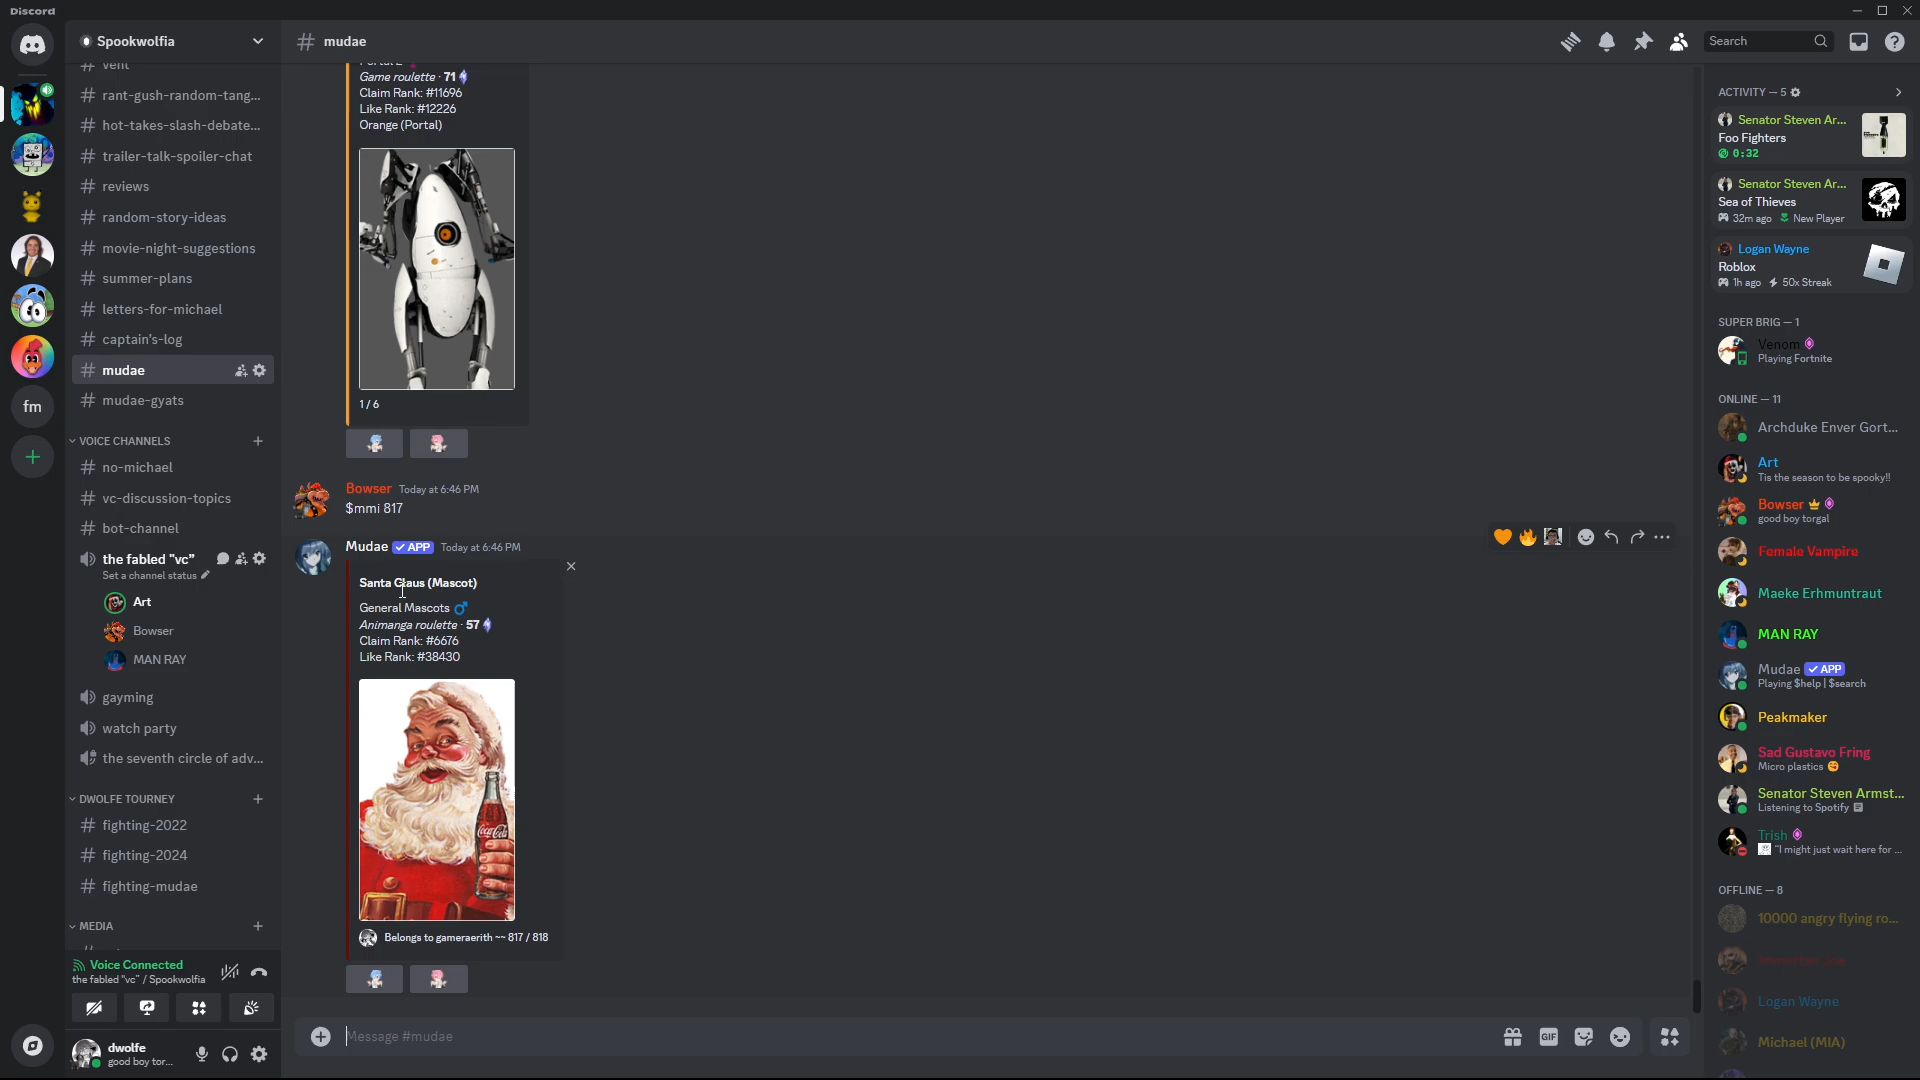 Discord
Spookwolfia
vent
rant-gush-random-tang...
hot-takes-slash-debate...
trailer-talk-spoiler-chat
reviews
random-story-ideas
movie-night-suggestions
summer-plans
letters-for-michael
captain's-log
mudae
mudae-gyats
fm
VOICE CHANNELS
no-michael
vc-discussion-topics
bot-channel
the fabled "vc"
Set a channel status
Art
Bowser
MAN RAY
gayming
watch party
the seventh circle of adv...
DWOLFE TOURNEY
fighting-2022
fighting-2024
fighting-mudae
MEDIA
Voice Connected
the fabled "vc" / Spookwolfia
dwolfe
good boy tor...
# mudae
Search
Game roulette · 71
Claim Rank: #11696
Like Rank: #12226
Orange (Portal)
1 / 6
Bowser Today at 6:46 PM
$mmi 817
Mudae ✓ APP Today at 6:46 PM
Santa Claus (Mascot)
General Mascots ♂
Animanga roulette · 57
Claim Rank: #6676
Like Rank: #38430
Coca-Cola
Belongs to gameraerith ~~ 817 / 818
Message #mudae
GIF
ACTIVITY — 5
Senator Steven Ar...
Foo Fighters
0:32
Senator Steven Ar...
Sea of Thieves
32m ago New Player
Logan Wayne
Roblox
1h ago 50x Streak
SUPER BRIG — 1
Venom
Playing Fortnite
ONLINE — 11
Archduke Enver Gort...
Art
Tis the season to be spooky!!
Bowser
good boy torgal
Female Vampire
Maeke Erhmuntraut
MAN RAY
Mudae ✓ APP
Playing $help | $search
Peakmaker
Sad Gustavo Fring
Micro plastics
Senator Steven Armst...
Listening to Spotify
Trish
"I might just wait here for ...
OFFLINE — 8
10000 angry flying ro...
Logan Wayne
Michael (MIA)